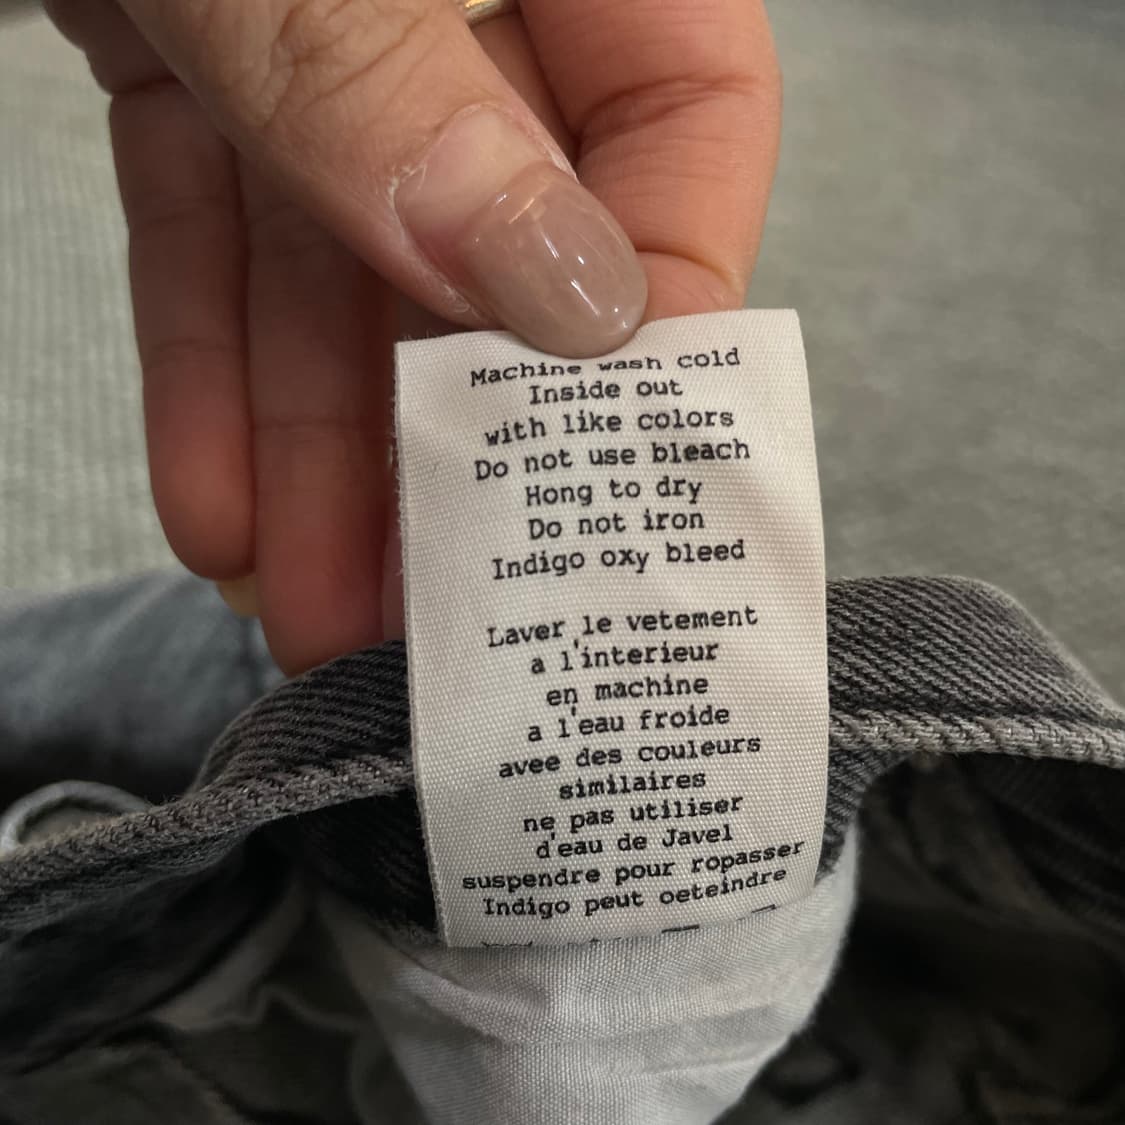 Machine wash cold
Inside out
with like colors
Do not use bleach
Hong to dry
Do not iron
Indigo oxy bleed
Laver le vetement
a l'interieur
en machine
a l'eau froide
avee des couleurs
similaires
ne pas utiliser
d'eau de Javel
suspendre pour ropasser
Indigo peut oeteindre